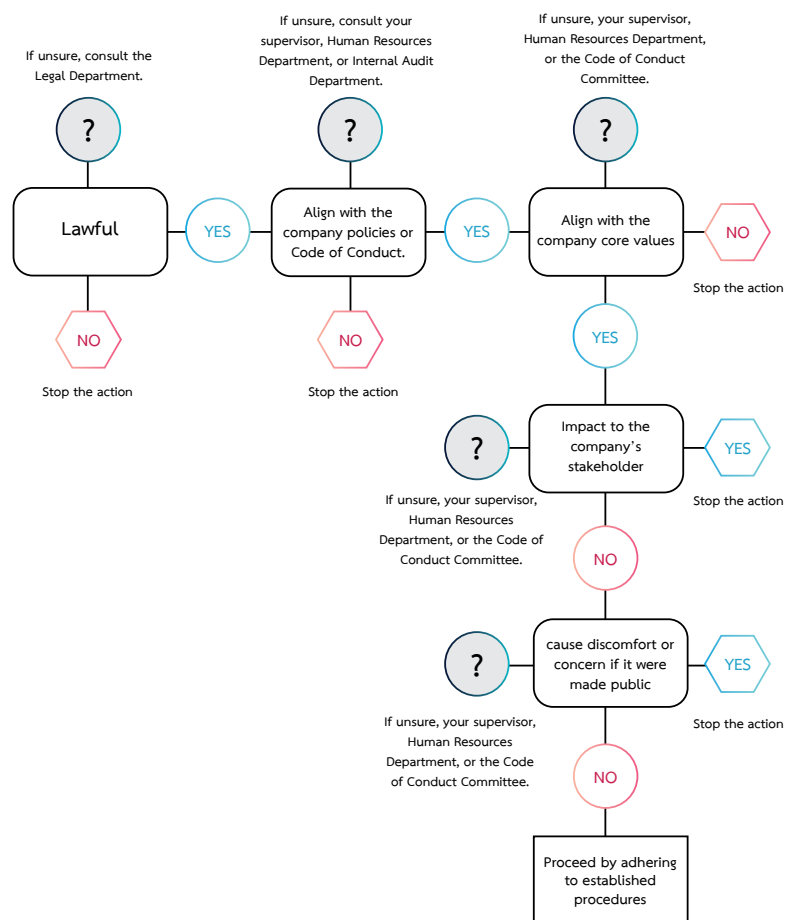 If unsure, consult the
Legal Department.
?
Lawful
YES
NO
Stop the action
If unsure, consult your
supervisor, Human Resources
Department, or Internal Audit
Department.
?
Align with the
company policies or
Code of Conduct.
YES
NO
Stop the action
If unsure, your supervisor,
Human Resources Department,
or the Code of Conduct
Committee.
?
Align with the
company core values
NO
Stop the action
YES
?
If unsure, your supervisor,
Human Resources
Department, or the Code of
Conduct Committee.
Impact to the
company's
stakeholder
YES
Stop the action
NO
?
If unsure, your supervisor,
Human Resources
Department, or the Code
of Conduct Committee.
cause discomfort or
concern if it were
made public
YES
Stop the action
NO
Proceed by adhering
to established
procedures